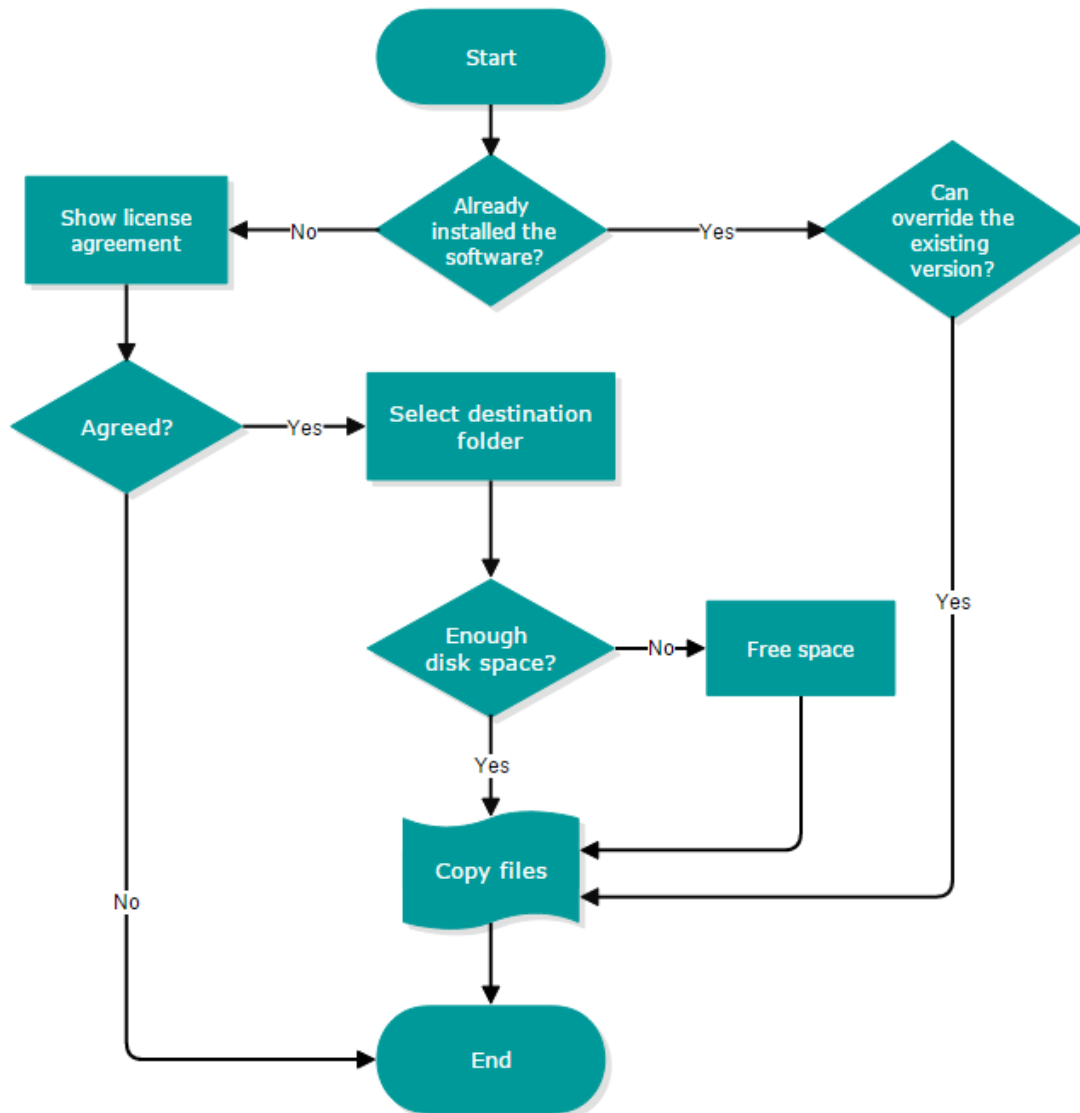 Start
Already
installed the
software?
No
Yes
Show license
agreement
Can
override the
existing
version?
Agreed?
Yes
Select destination
folder
Enough
disk space?
No
Free space
Yes
Yes
Copy files
No
End